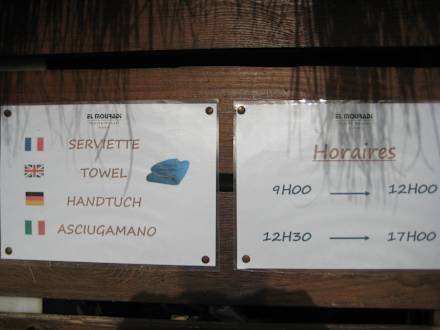 EL MOURADI
SERVIETTE
TOWEL
HANDTUCH
ASCIUGAMANO
EL MOURADI
Horaires
9H00 → 12H00
12H30 → 17H00